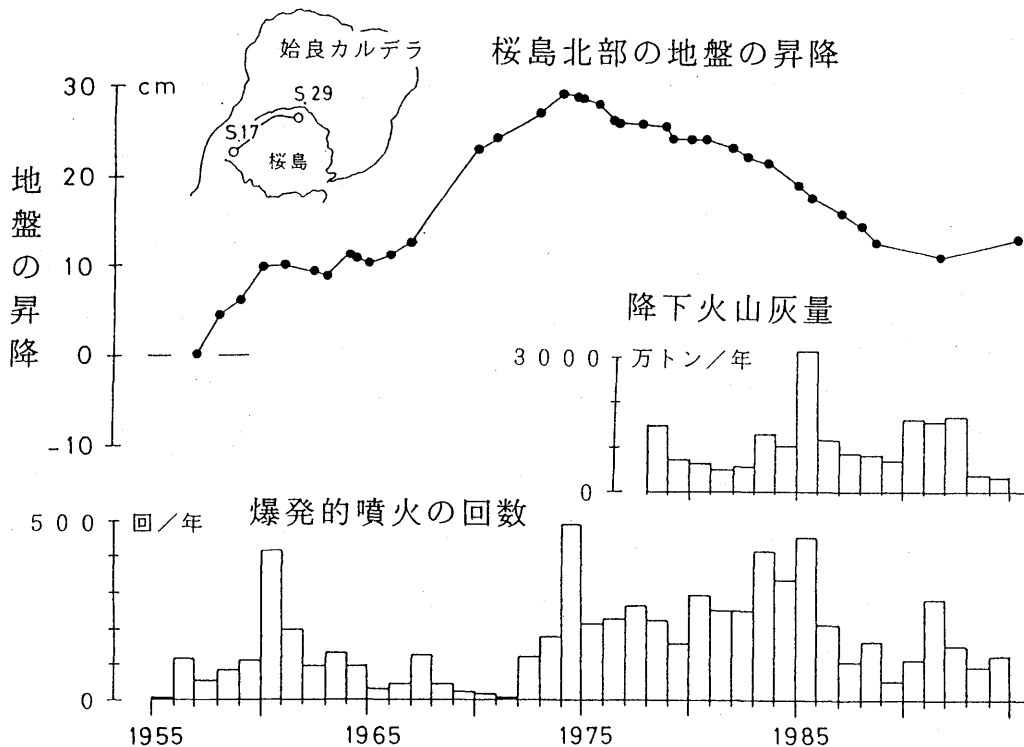 桜島北部の地盤の昇降
姶良カルデラ
S.29
S.17
桜島
30 cm
20
10
0
-10
地盤の昇降
降下火山灰量
3000 万トン/年
0
爆発的噴火の回数
500 回/年
0
1955 1965 1975 1985